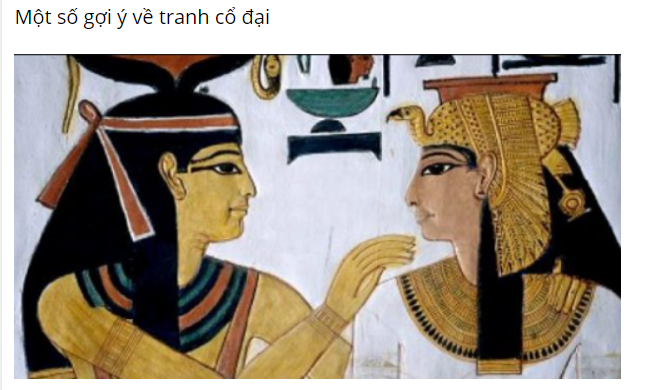 Một số gợi ý về tranh cổ đại